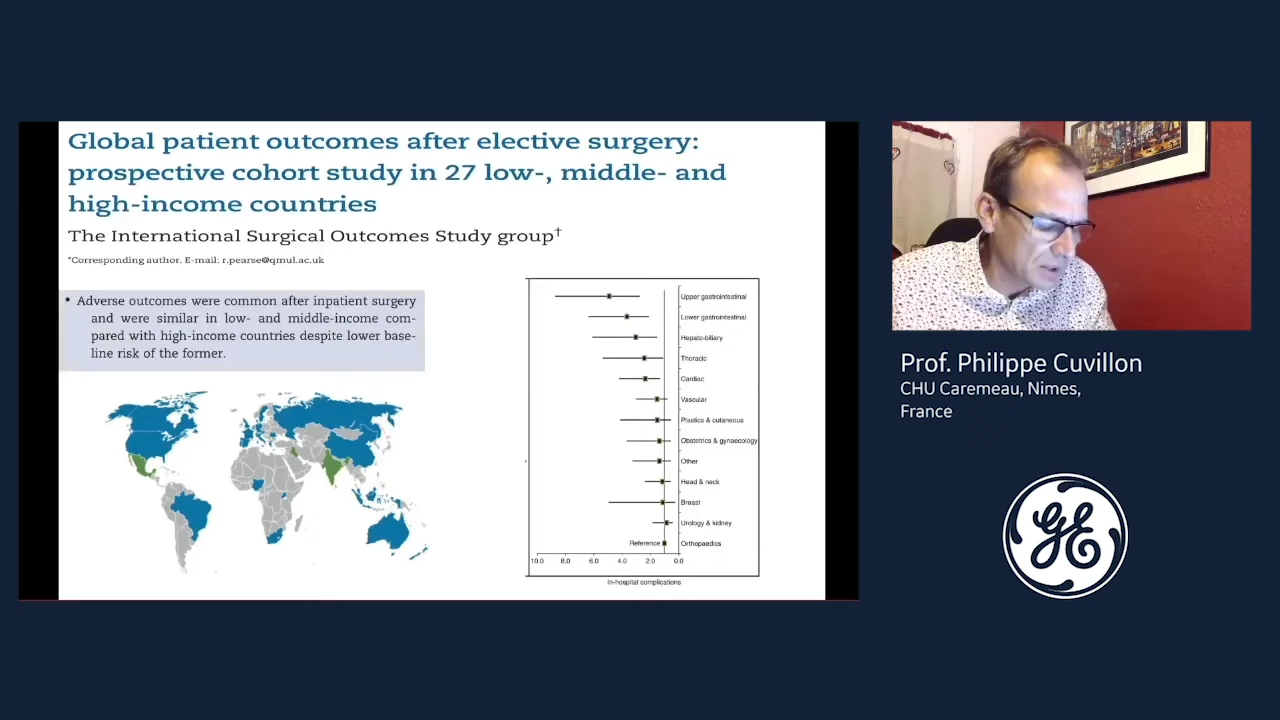 Global patient outcomes after elective surgery:
prospective cohort study in 27 low-, middle- and
high-income countries
The International Surgical Outcomes Study group†
*Corresponding author. E-mail: r.pearse@qmul.ac.uk
• Adverse outcomes were common after inpatient surgery
and were similar in low- and middle-income com-
pared with high-income countries despite lower base-
line risk of the former.
Upper gastrointestinal
Lower gastrointestinal
Hepato-biliary
Thoracic
Cardiac
Vascular
Plastics & cutaneous
Obstetrics & gynaecology
Other
Head & neck
Breast
Urology & kidney
Reference Orthopaedics
10.0 8.0 6.0 4.0 2.0 0.0
In-hospital complications
Prof. Philippe Cuvillon
CHU Caremeau, Nimes,
France
GE